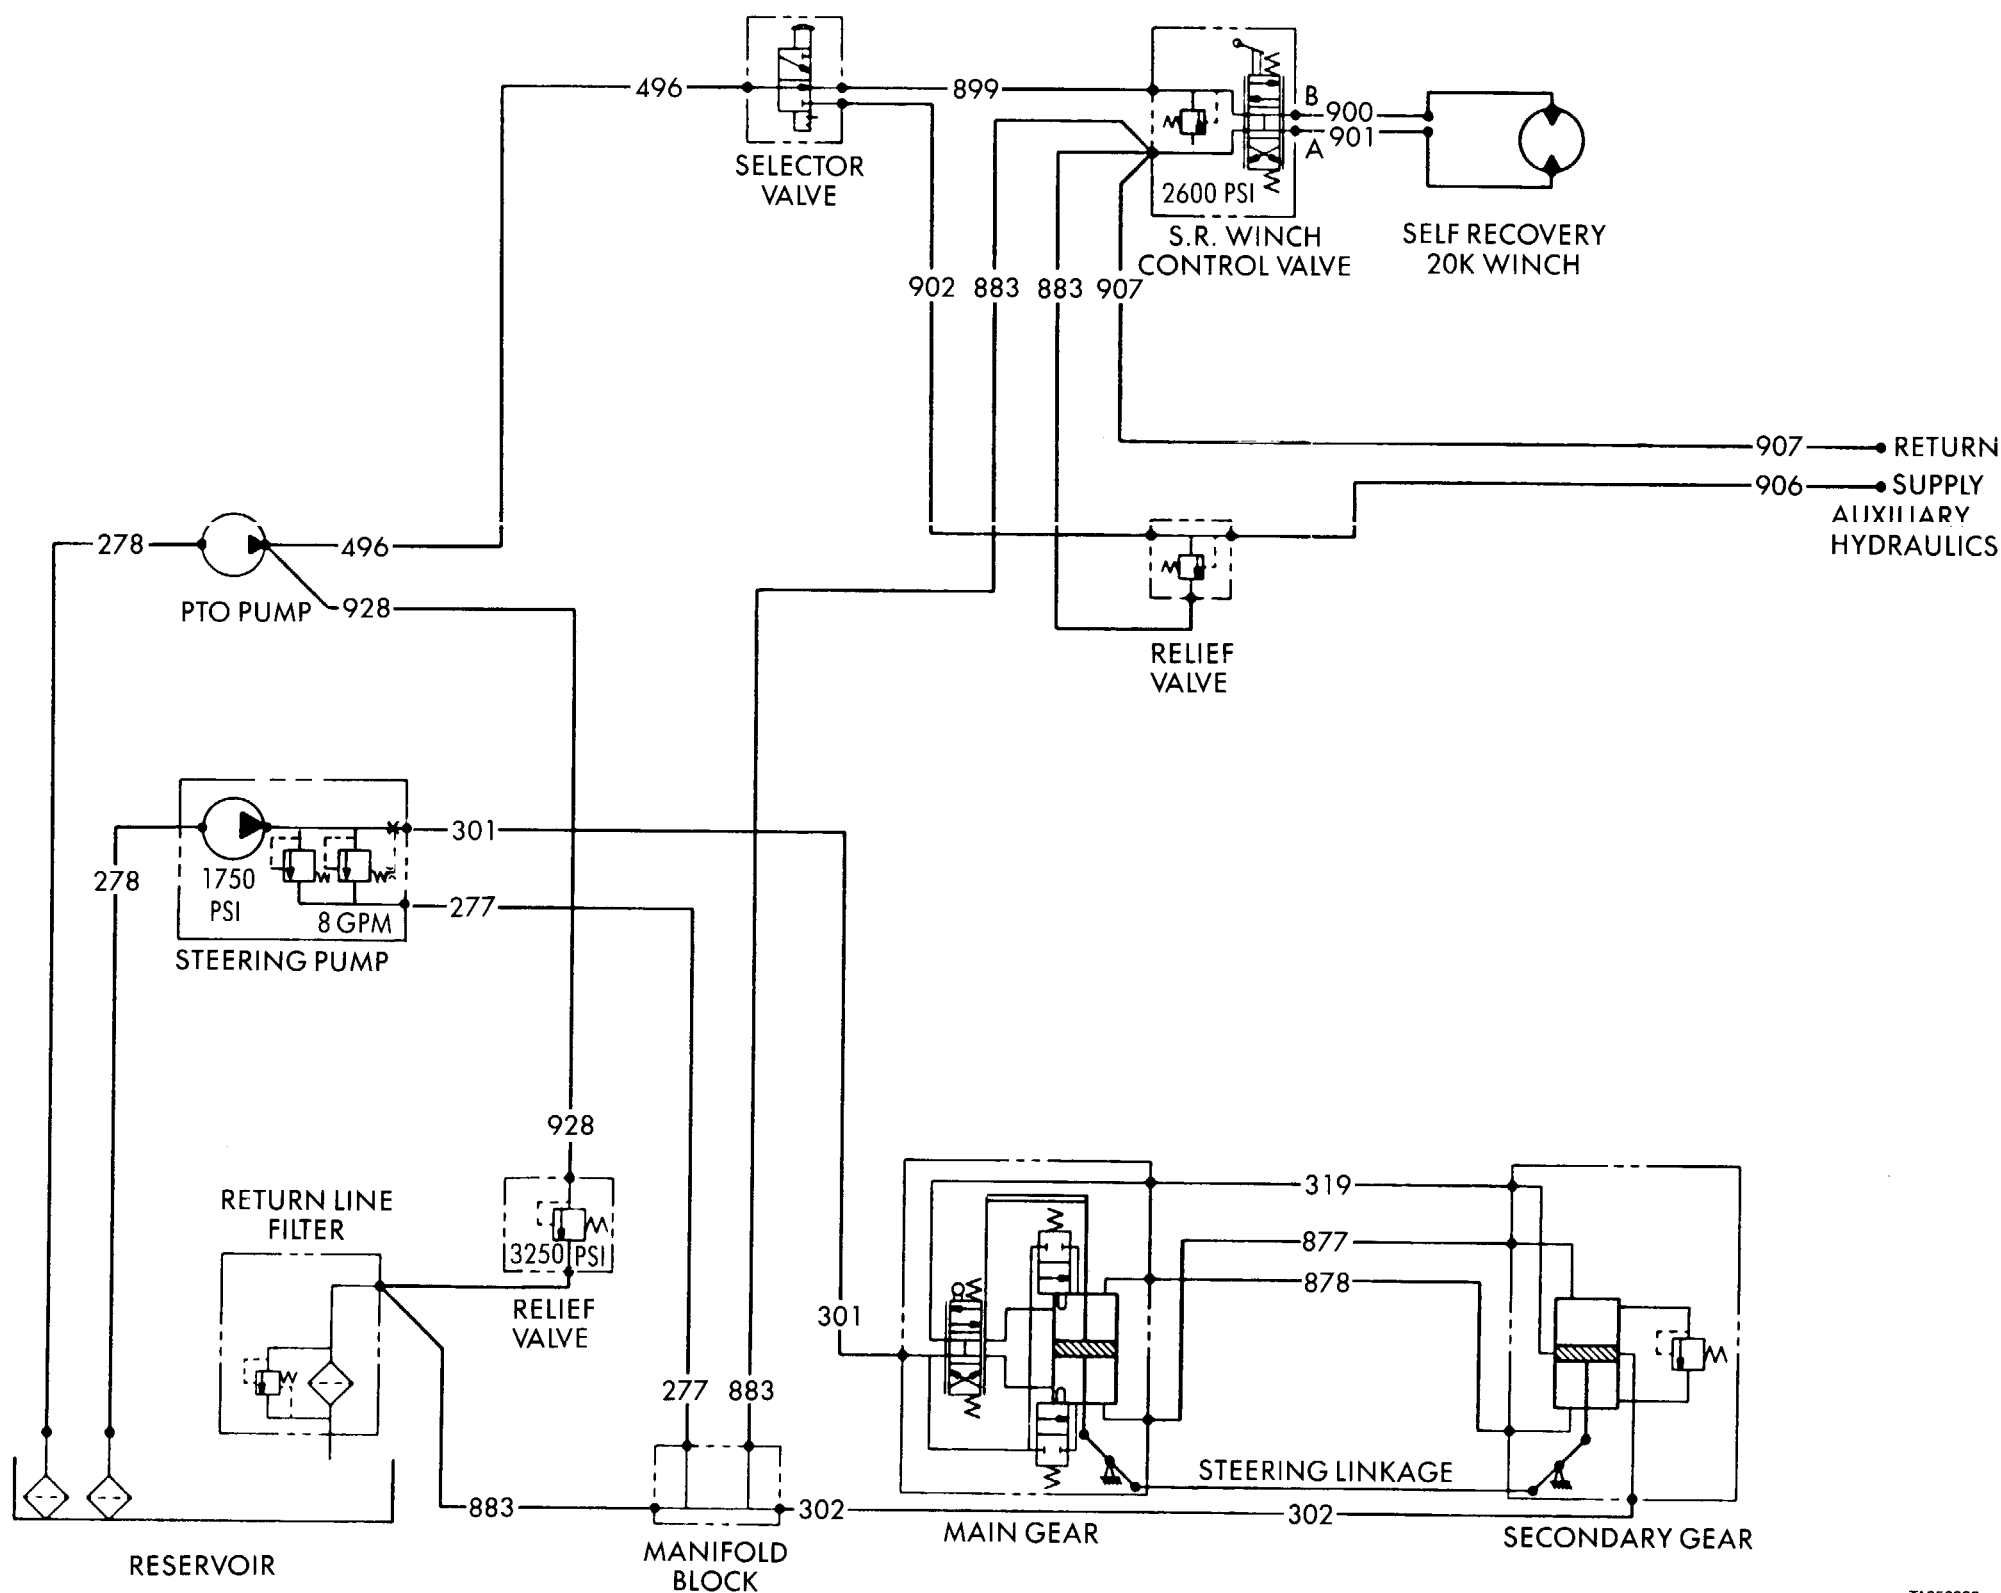 496
SELECTOR
VALVE
899
B
900
901
A
2600 PSI
S.R. WINCH
CONTROL VALVE
SELF RECOVERY
20K WINCH
902
883
883
907
907
RETURN
906
SUPPLY
AUXILIARY
HYDRAULICS
278
496
PTO PUMP
928
RELIEF
VALVE
278
1750
PSI
8 GPM
301
277
STEERING PUMP
928
RETURN LINE
FILTER
3250 PSI
RELIEF
VALVE
301
277
883
319
877
878
STEERING LINKAGE
883
302
302
MAIN GEAR
SECONDARY GEAR
MANIFOLD
BLOCK
RESERVOIR